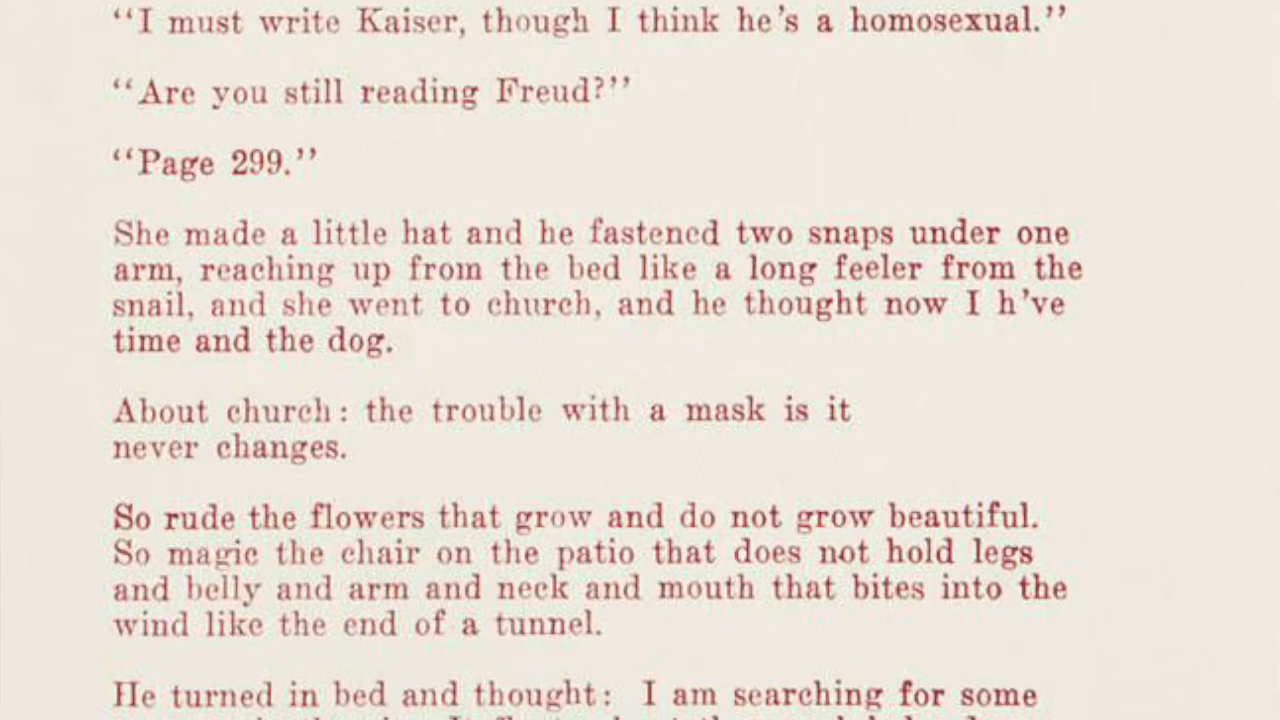 “I must write Kaiser, though I think he’s a homosexual.”
“Are you still reading Freud?”
“Page 299.”
She made a little hat and he fastened two snaps under one
arm, reaching up from the bed like a long feeler from the
snail, and she went to church, and he thought now I h’ve
time and the dog.
About church: the trouble with a mask is it
never changes.
So rude the flowers that grow and do not grow beautiful.
So magic the chair on the patio that does not hold legs
and belly and arm and neck and mouth that bites into the
wind like the end of a tunnel.
He turned in bed and thought: I am searching for some